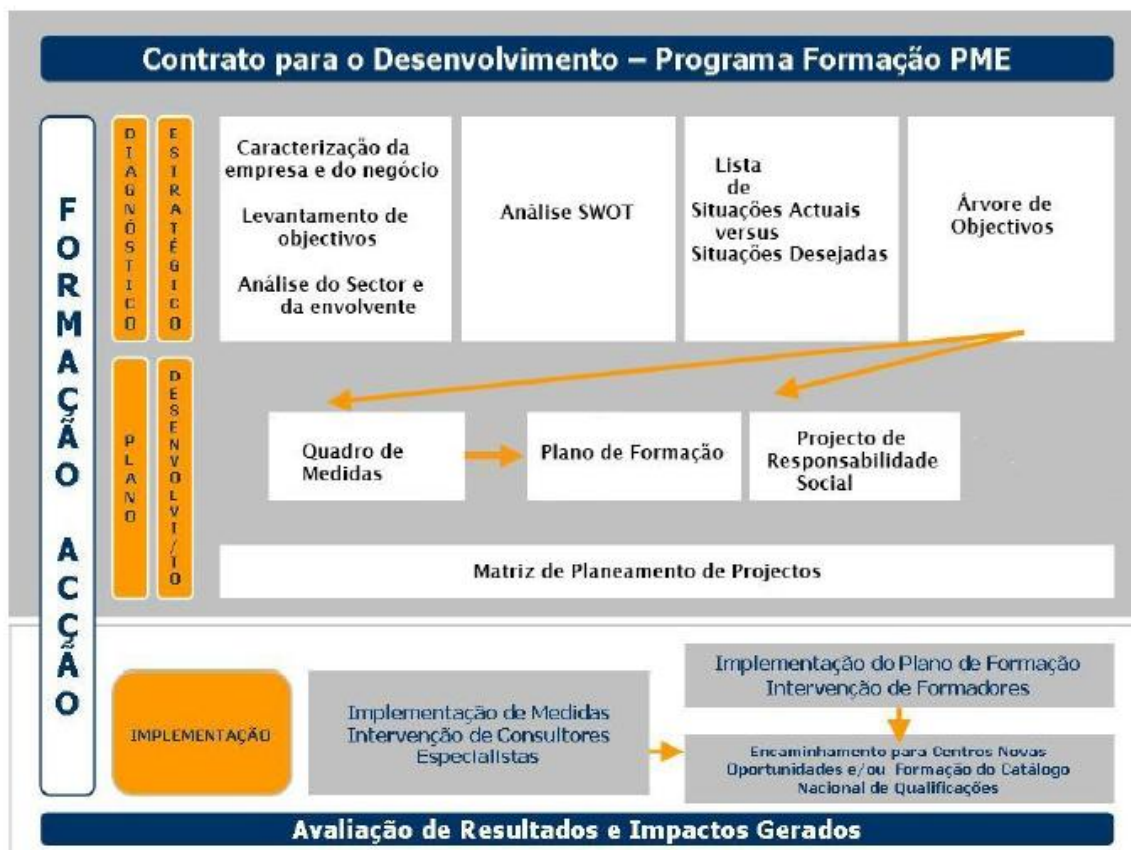 Contrato para o Desenvolvimento – Programa Formação PME
FORMAÇÃO ACÇÃO
DIAGNÓSTICO
ESTRATÉGICO
Caracterização da
empresa e do negócio
Levantamento de
objectivos
Análise do Sector e
da envolvente
Análise SWOT
Lista
de
Situações Actuais
versus
Situações Desejadas
Árvore de
Objectivos
PLANO
DESENVOLVI/TO
Quadro de
Medidas
Plano de Formação
Projecto de
Responsabilidade
Social
Matriz de Planeamento de Projectos
IMPLEMENTAÇÃO
Implementação de Medidas
Intervenção de Consultores
Especialistas
Implementação do Plano de Formação
Intervenção de Formadores
Encaminhamento para Centros Novas
Oportunidades e/ou Formação do Catálogo
Nacional de Qualificações
Avaliação de Resultados e Impactos Gerados